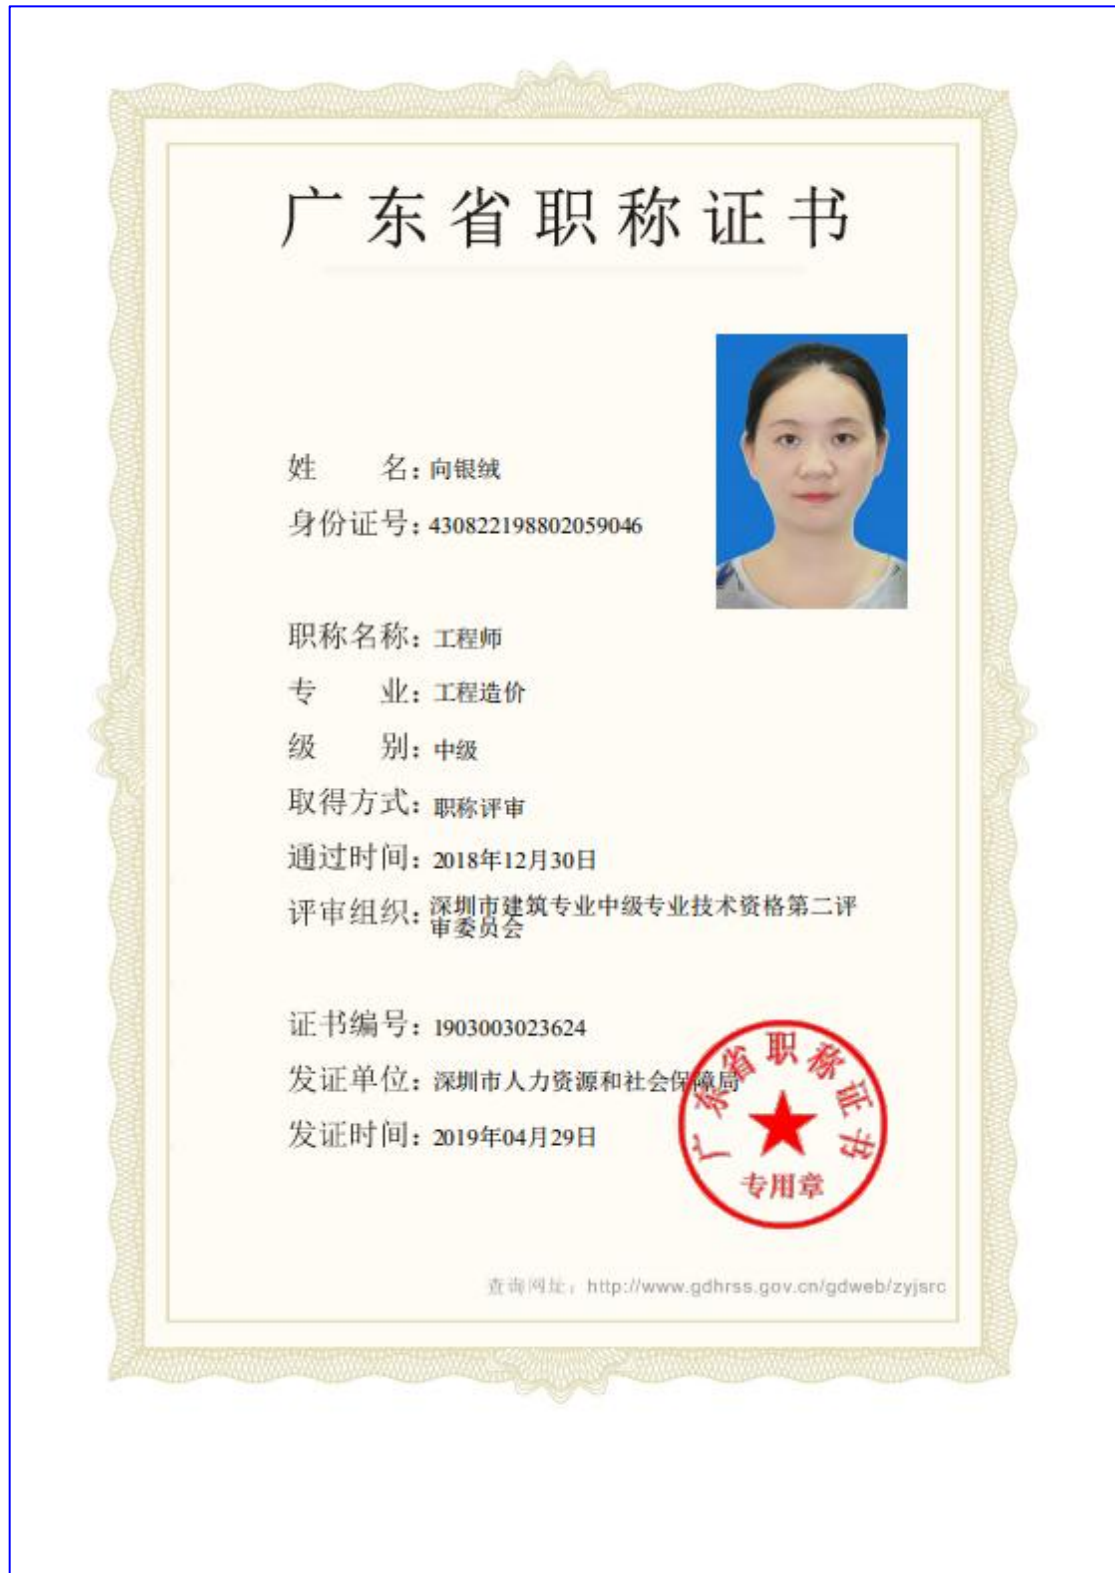 广东省职称证书
姓 名：向银绒
身份证号：430822198802059046
职称名称：工程师
专 业：工程造价
级 别：中级
取得方式：职称评审
通过时间：2018年12月30日
评审组织：深圳市建筑专业中级专业技术资格第二评
审委员会
证书编号：1903003023624
发证单位：深圳市人力资源和社会保障局
发证时间：2019年04月29日
广东省职称证书
专用章
查询网址：http://www.gdhrss.gov.cn/gdweb/zyjsrc